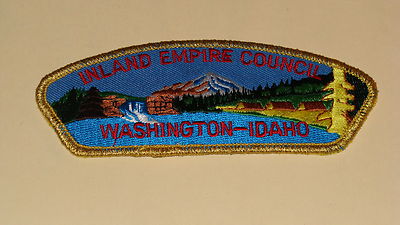 INLAND EMPIRE COUNCIL
WASHINGTON-IDAHO